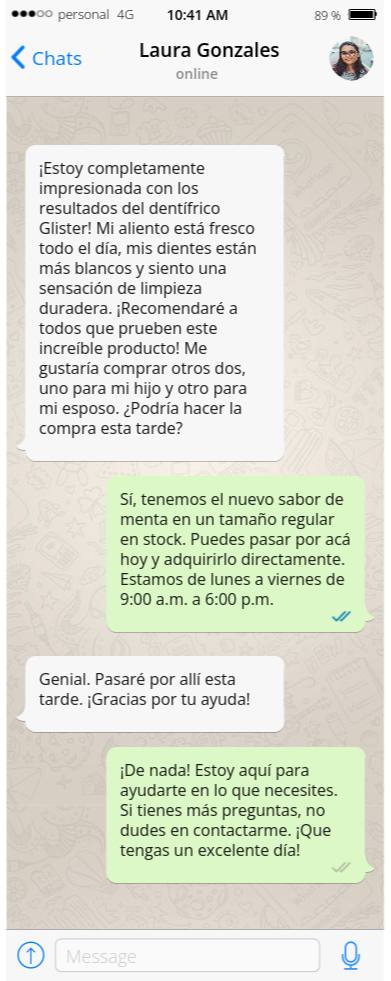 personal 4G 10:41 AM 89 %
Chats
Laura Gonzales
online
¡Estoy completamente
impresionada con los
resultados del dentífrico
Glister! Mi aliento está fresco
todo el día, mis dientes están
más blancos y siento una
sensación de limpieza
duradera. ¡Recomendaré a
todos que prueben este
increíble producto! Me
gustaría comprar otros dos,
uno para mi hijo y otro para
mi esposo. ¿Podría hacer la
compra esta tarde?
Sí, tenemos el nuevo sabor de
menta en un tamaño regular
en stock. Puedes pasar por acá
hoy y adquirirlo directamente.
Estamos de lunes a viernes de
9:00 a.m. a 6:00 p.m.
Genial. Pasaré por allí esta
tarde. ¡Gracias por tu ayuda!
¡De nada! Estoy aquí para
ayudarte en lo que necesites.
Si tienes más preguntas, no
dudes en contactarme. ¡Que
tengas un excelente día!
Message